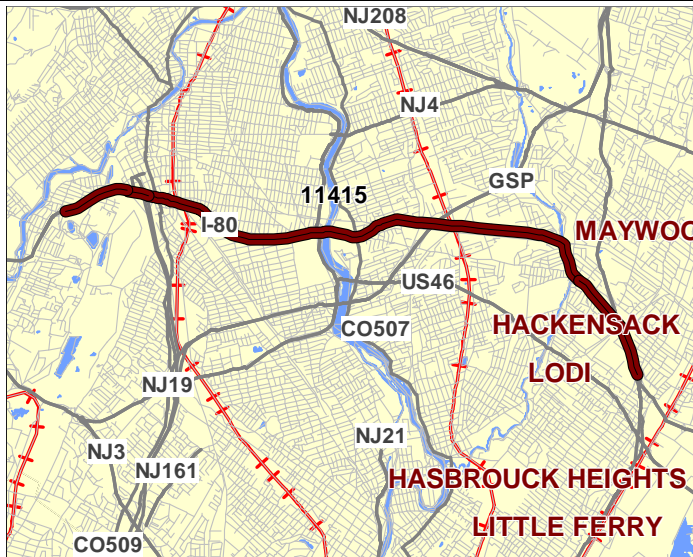 NJ208
NJ4
GSP
11415
I-80
MAYWOO
US46
HACKENSACK
CO507
LODI
NJ19
NJ21
NJ3
NJ161
HASBROUCK HEIGHTS
LITTLE FERRY
CO509